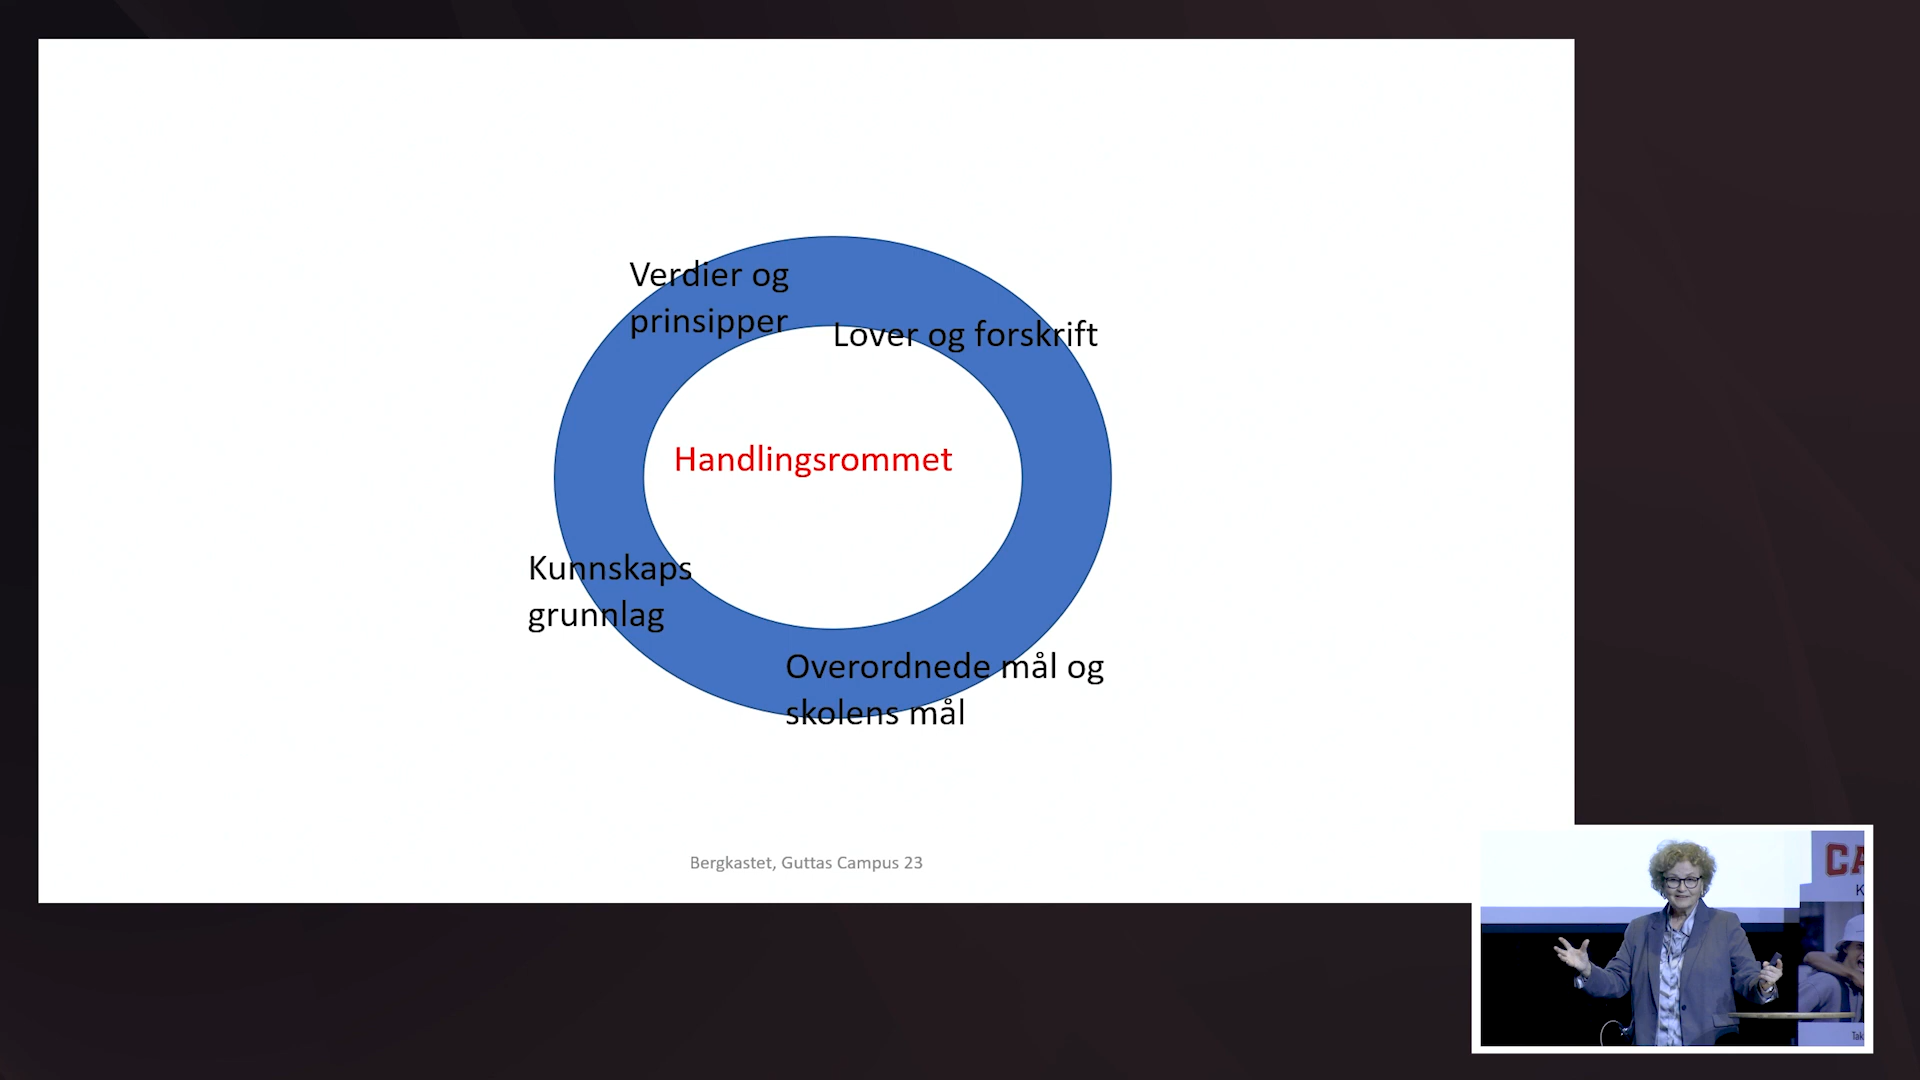 Verdier og
prinsipper
Lover og forskrift
Handlingsrommet
Kunnskaps
grunnlag
Overordnede mål og
skolens mål
Bergkastet, Guttas Campus 23